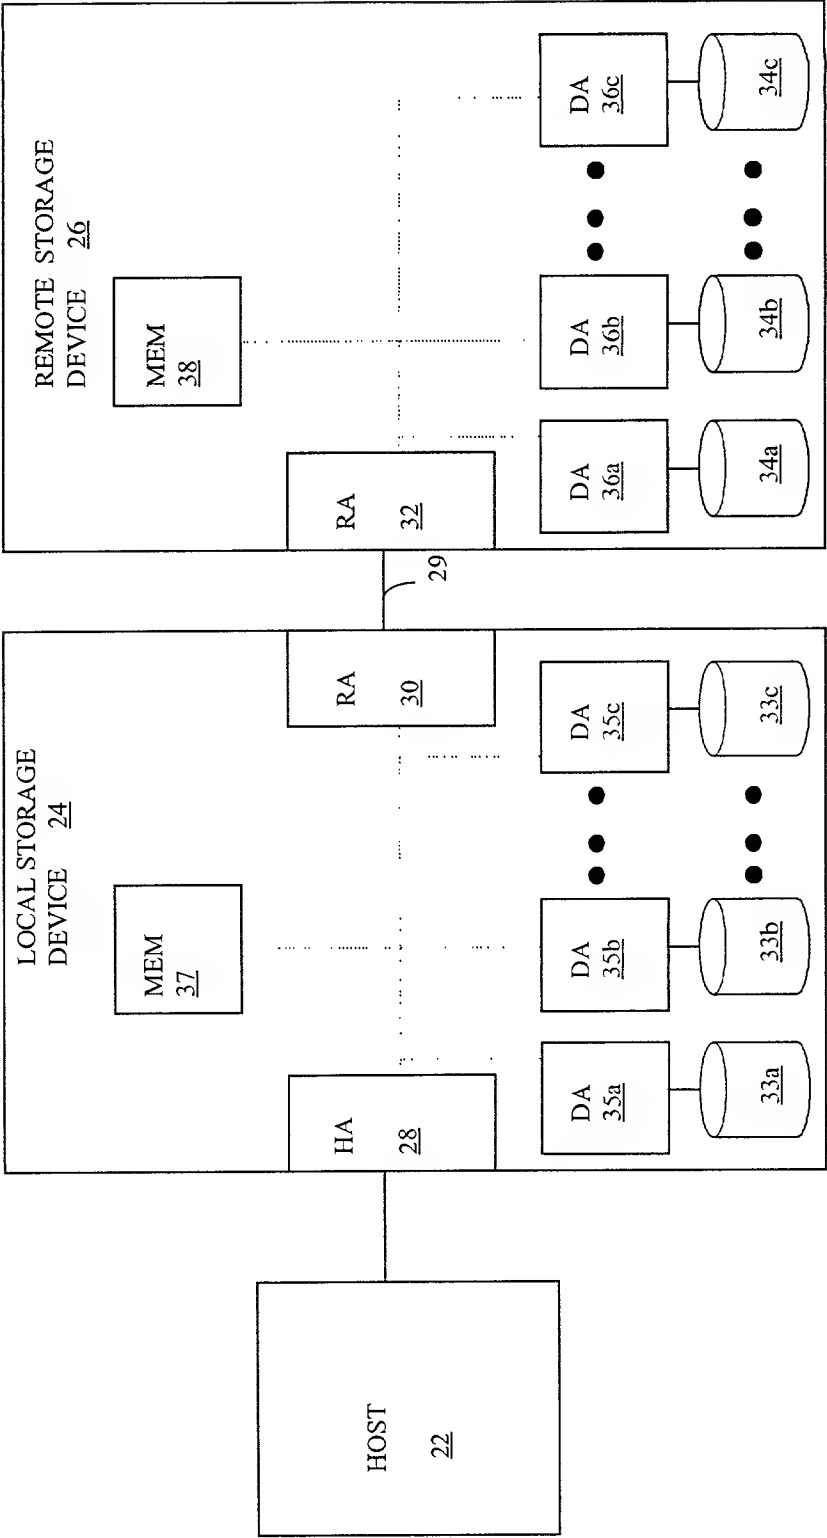 HOST
22
LOCAL STORAGE
DEVICE 24
MEM
37
HA
28
RA
30
DA
35a
DA
35b
DA
35c
33a
33b
33c
29
REMOTE STORAGE
DEVICE 26
MEM
38
RA
32
DA
36a
DA
36b
DA
36c
34a
34b
34c